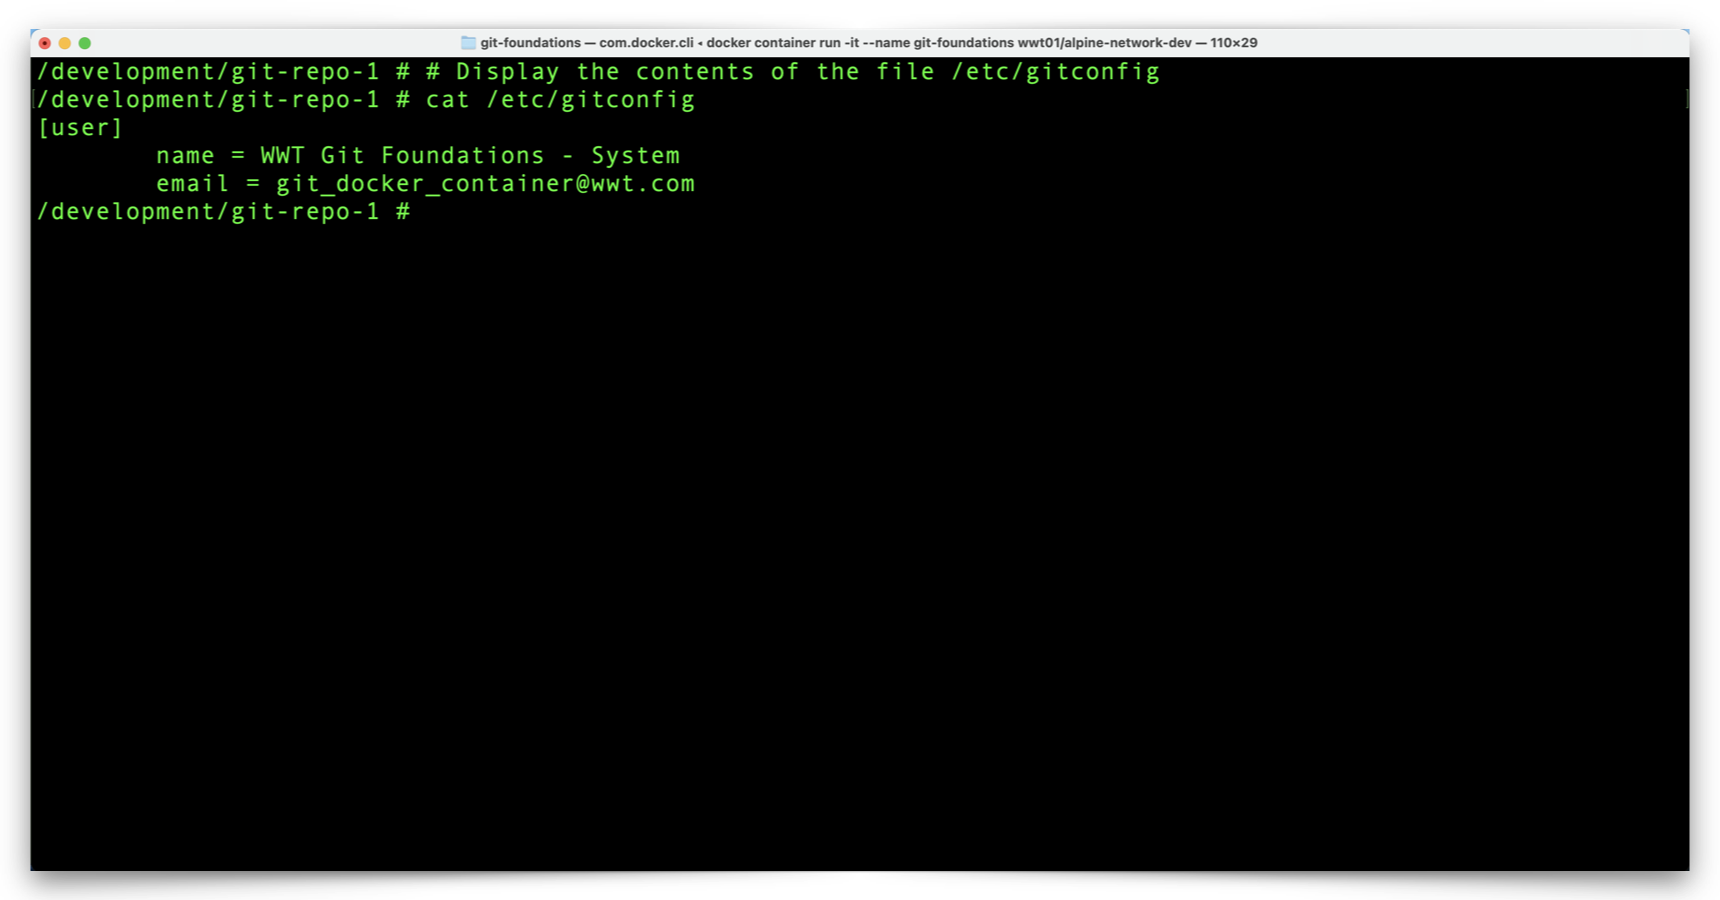 git-foundations — com.docker.cli ◂ docker container run -it --name git-foundations wwt01/alpine-network-dev — 110×29
/development/git-repo-1 # # Display the contents of the file /etc/gitconfig
/development/git-repo-1 # cat /etc/gitconfig
[user]
        name = WWT Git Foundations - System
        email = git_docker_container@wwt.com
/development/git-repo-1 #